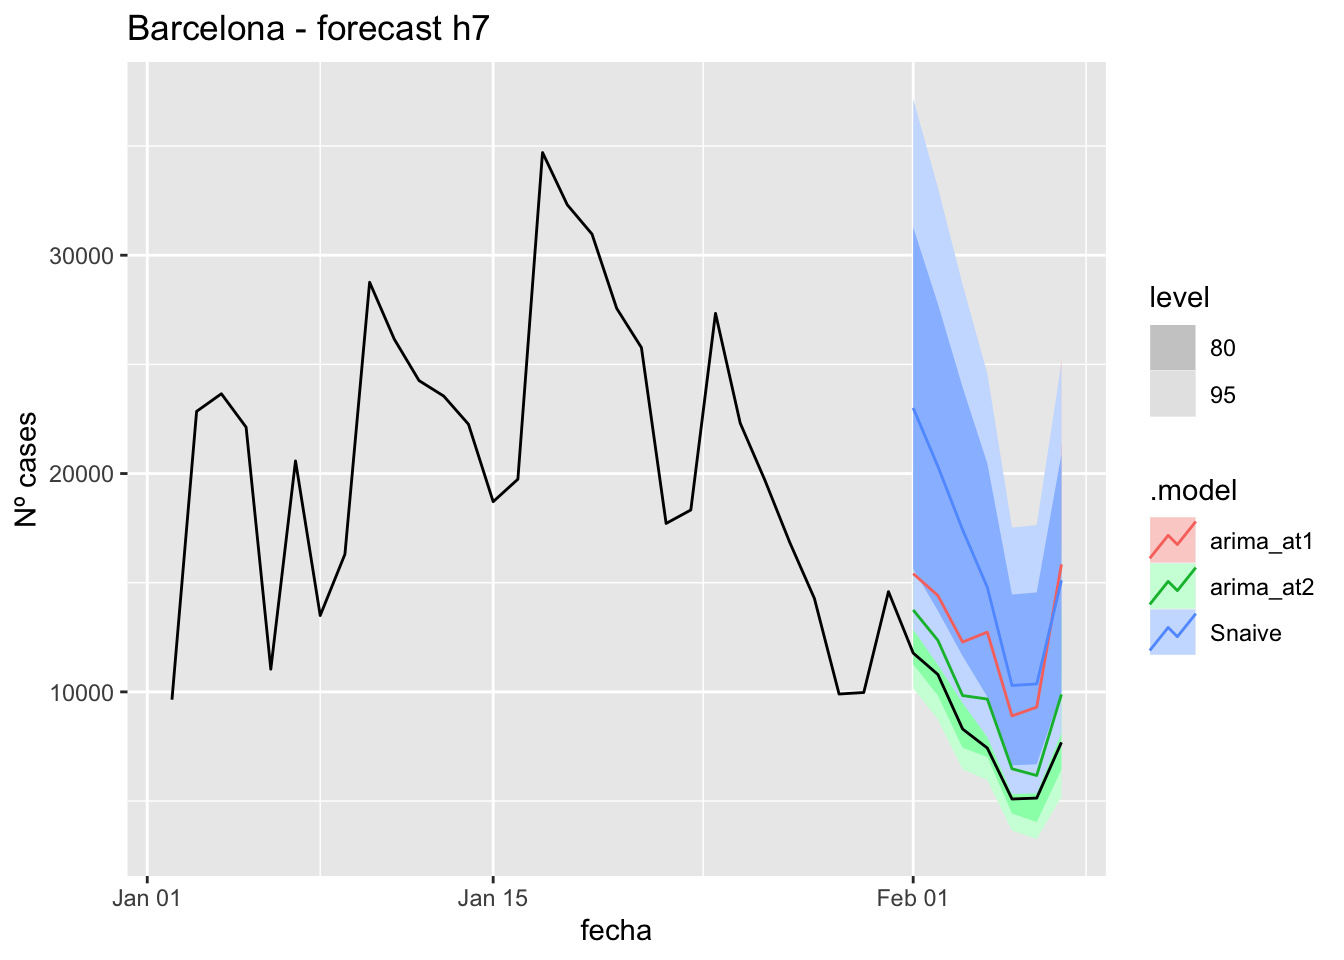 Barcelona - forecast h7
Nº cases
30000
20000
10000
Jan 01
Jan 15
Feb 01
fecha
level
80
95
.model
arima_at1
arima_at2
Snaive